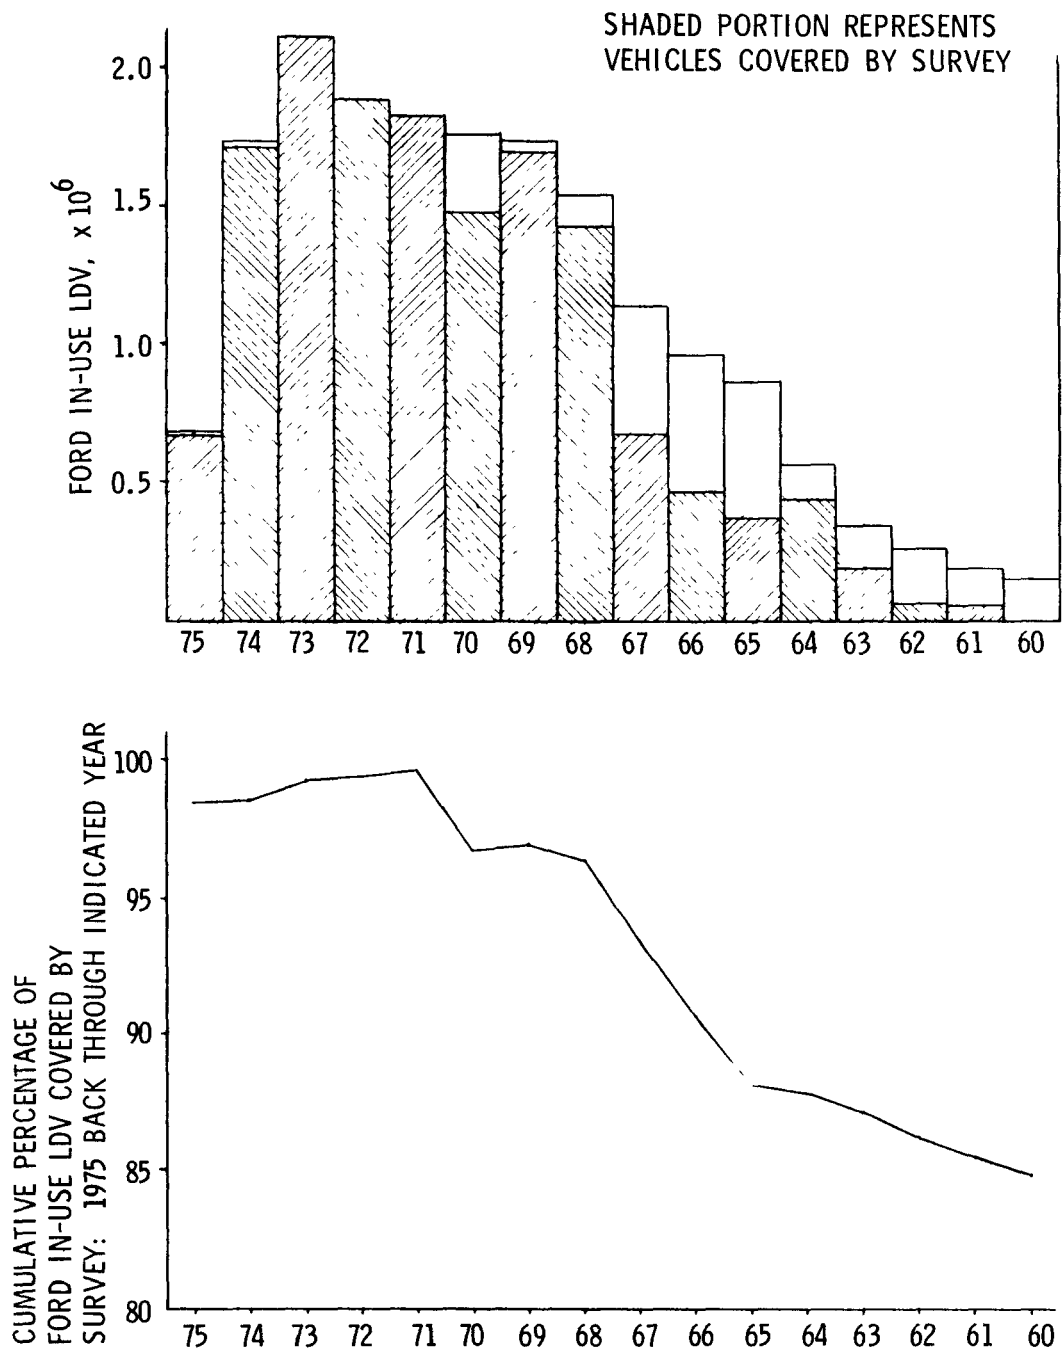 SHADED PORTION REPRESENTS
VEHICLES COVERED BY SURVEY
FORD IN-USE LDV, x 10⁶
2.0
1.5
1.0
0.5
75 74 73 72 71 70 69 68 67 66 65 64 63 62 61 60
CUMULATIVE PERCENTAGE OF
FORD IN-USE LDV COVERED BY
SURVEY: 1975 BACK THROUGH INDICATED YEAR
100
95
90
85
80
75 74 73 72 71 70 69 68 67 66 65 64 63 62 61 60